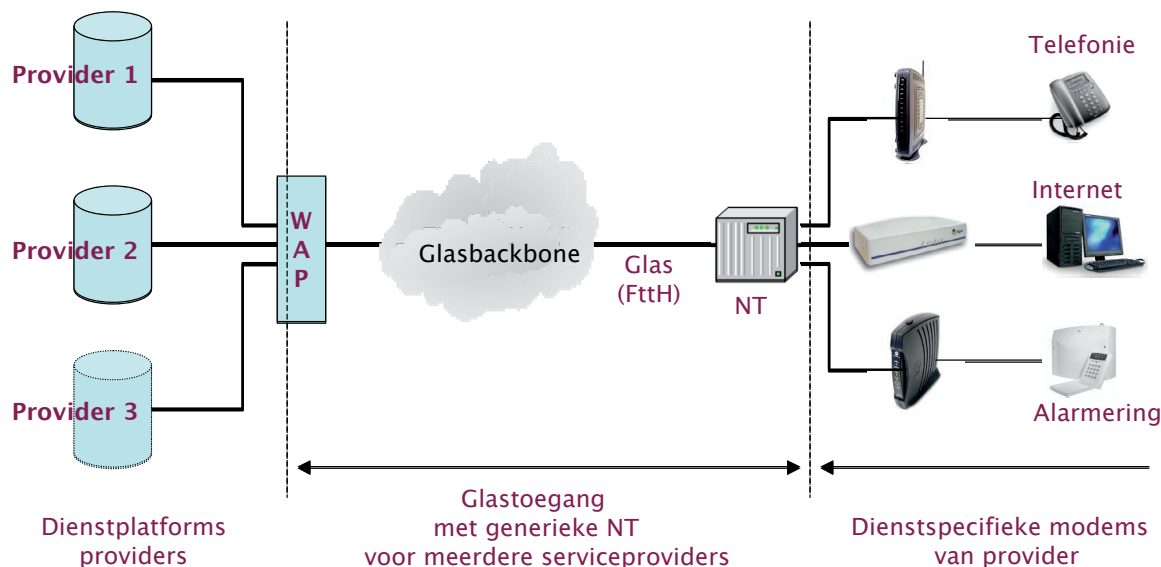 Provider 1
Provider 2
Provider 3
W
A
P
Glasbackbone
Glas
(FttH)
NT
Telefonie
Internet
Alarmering
Dienstplatforms
providers
Glastoegang
met generieke NT
voor meerdere serviceproviders
Dienstspecifieke modems
van provider